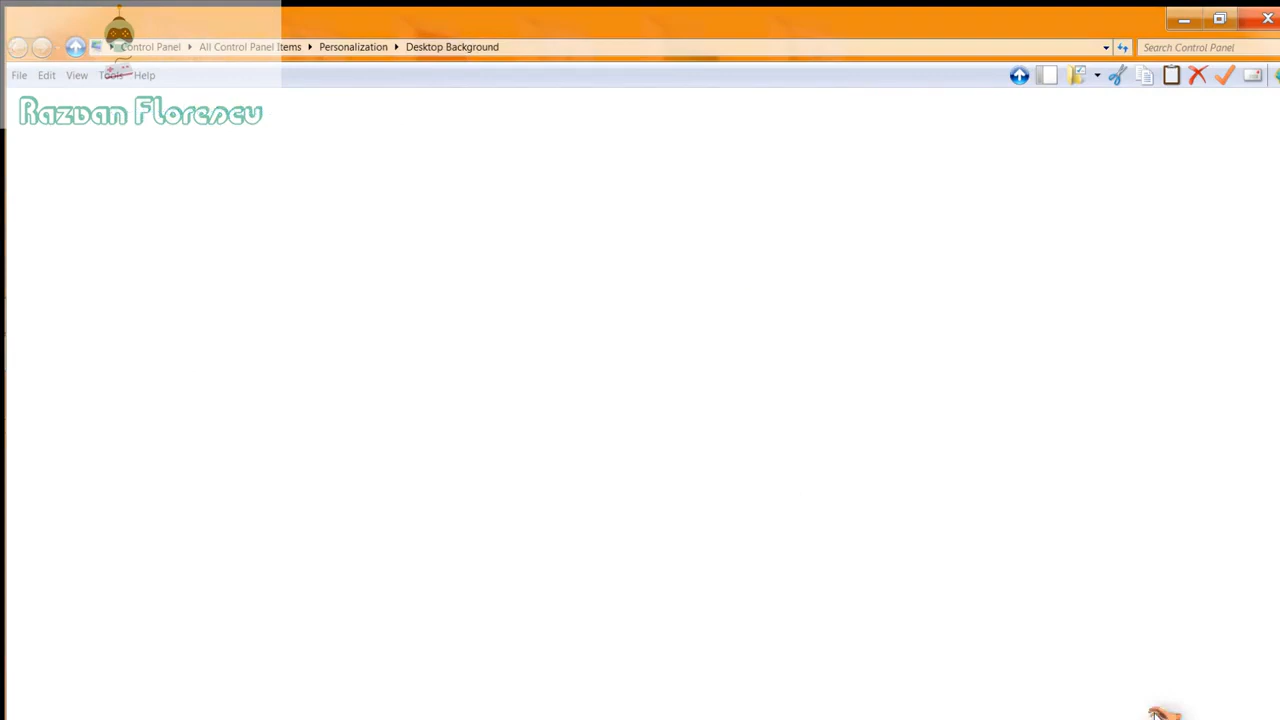 Control Panel All Control Panel Items Personalization Desktop Background Search Control Panel
File Edit View Tools Help
Razvan Florescu